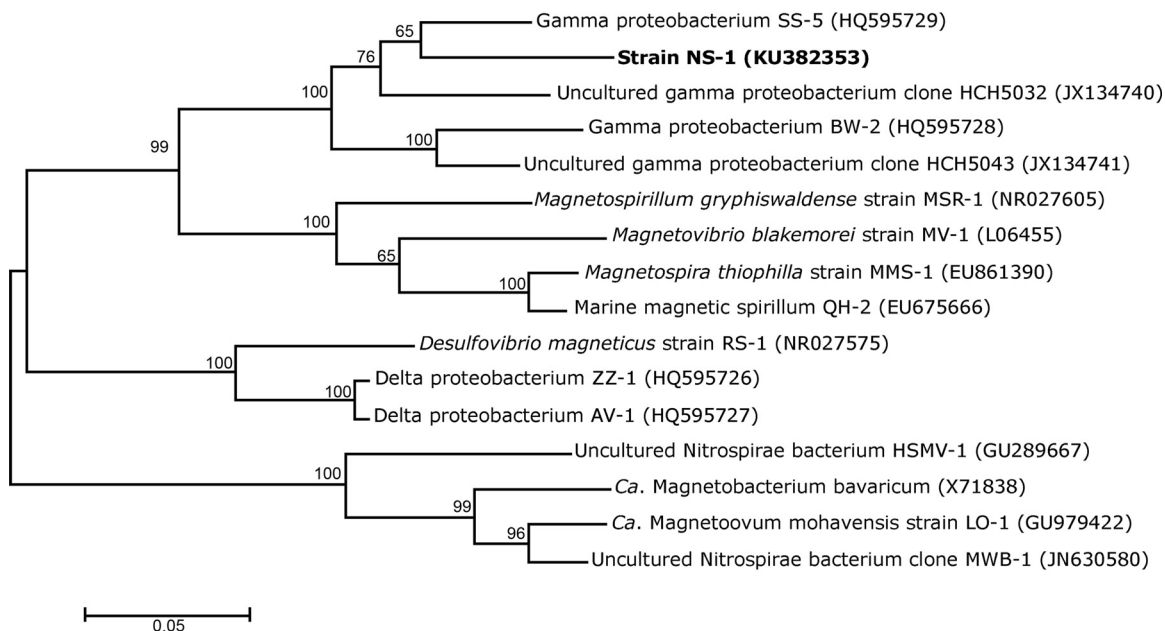 Gamma proteobacterium SS-5 (HQ595729)
65
Strain NS-1 (KU382353)
76
100
Uncultured gamma proteobacterium clone HCH5032 (JX134740)
Gamma proteobacterium BW-2 (HQ595728)
100
99
Uncultured gamma proteobacterium clone HCH5043 (JX134741)
Magnetospirillum gryphiswaldense strain MSR-1 (NR027605)
100
Magnetovibrio blakemorei strain MV-1 (L06455)
65
Magnetospira thiophilla strain MMS-1 (EU861390)
100
Marine magnetic spirillum QH-2 (EU675666)
Desulfovibrio magneticus strain RS-1 (NR027575)
100
Delta proteobacterium ZZ-1 (HQ595726)
100
Delta proteobacterium AV-1 (HQ595727)
Uncultured Nitrospirae bacterium HSMV-1 (GU289667)
100
Ca. Magnetobacterium bavaricum (X71838)
99
Ca. Magnetoovum mohavensis strain LO-1 (GU979422)
96
Uncultured Nitrospirae bacterium clone MWB-1 (JN630580)
0.05